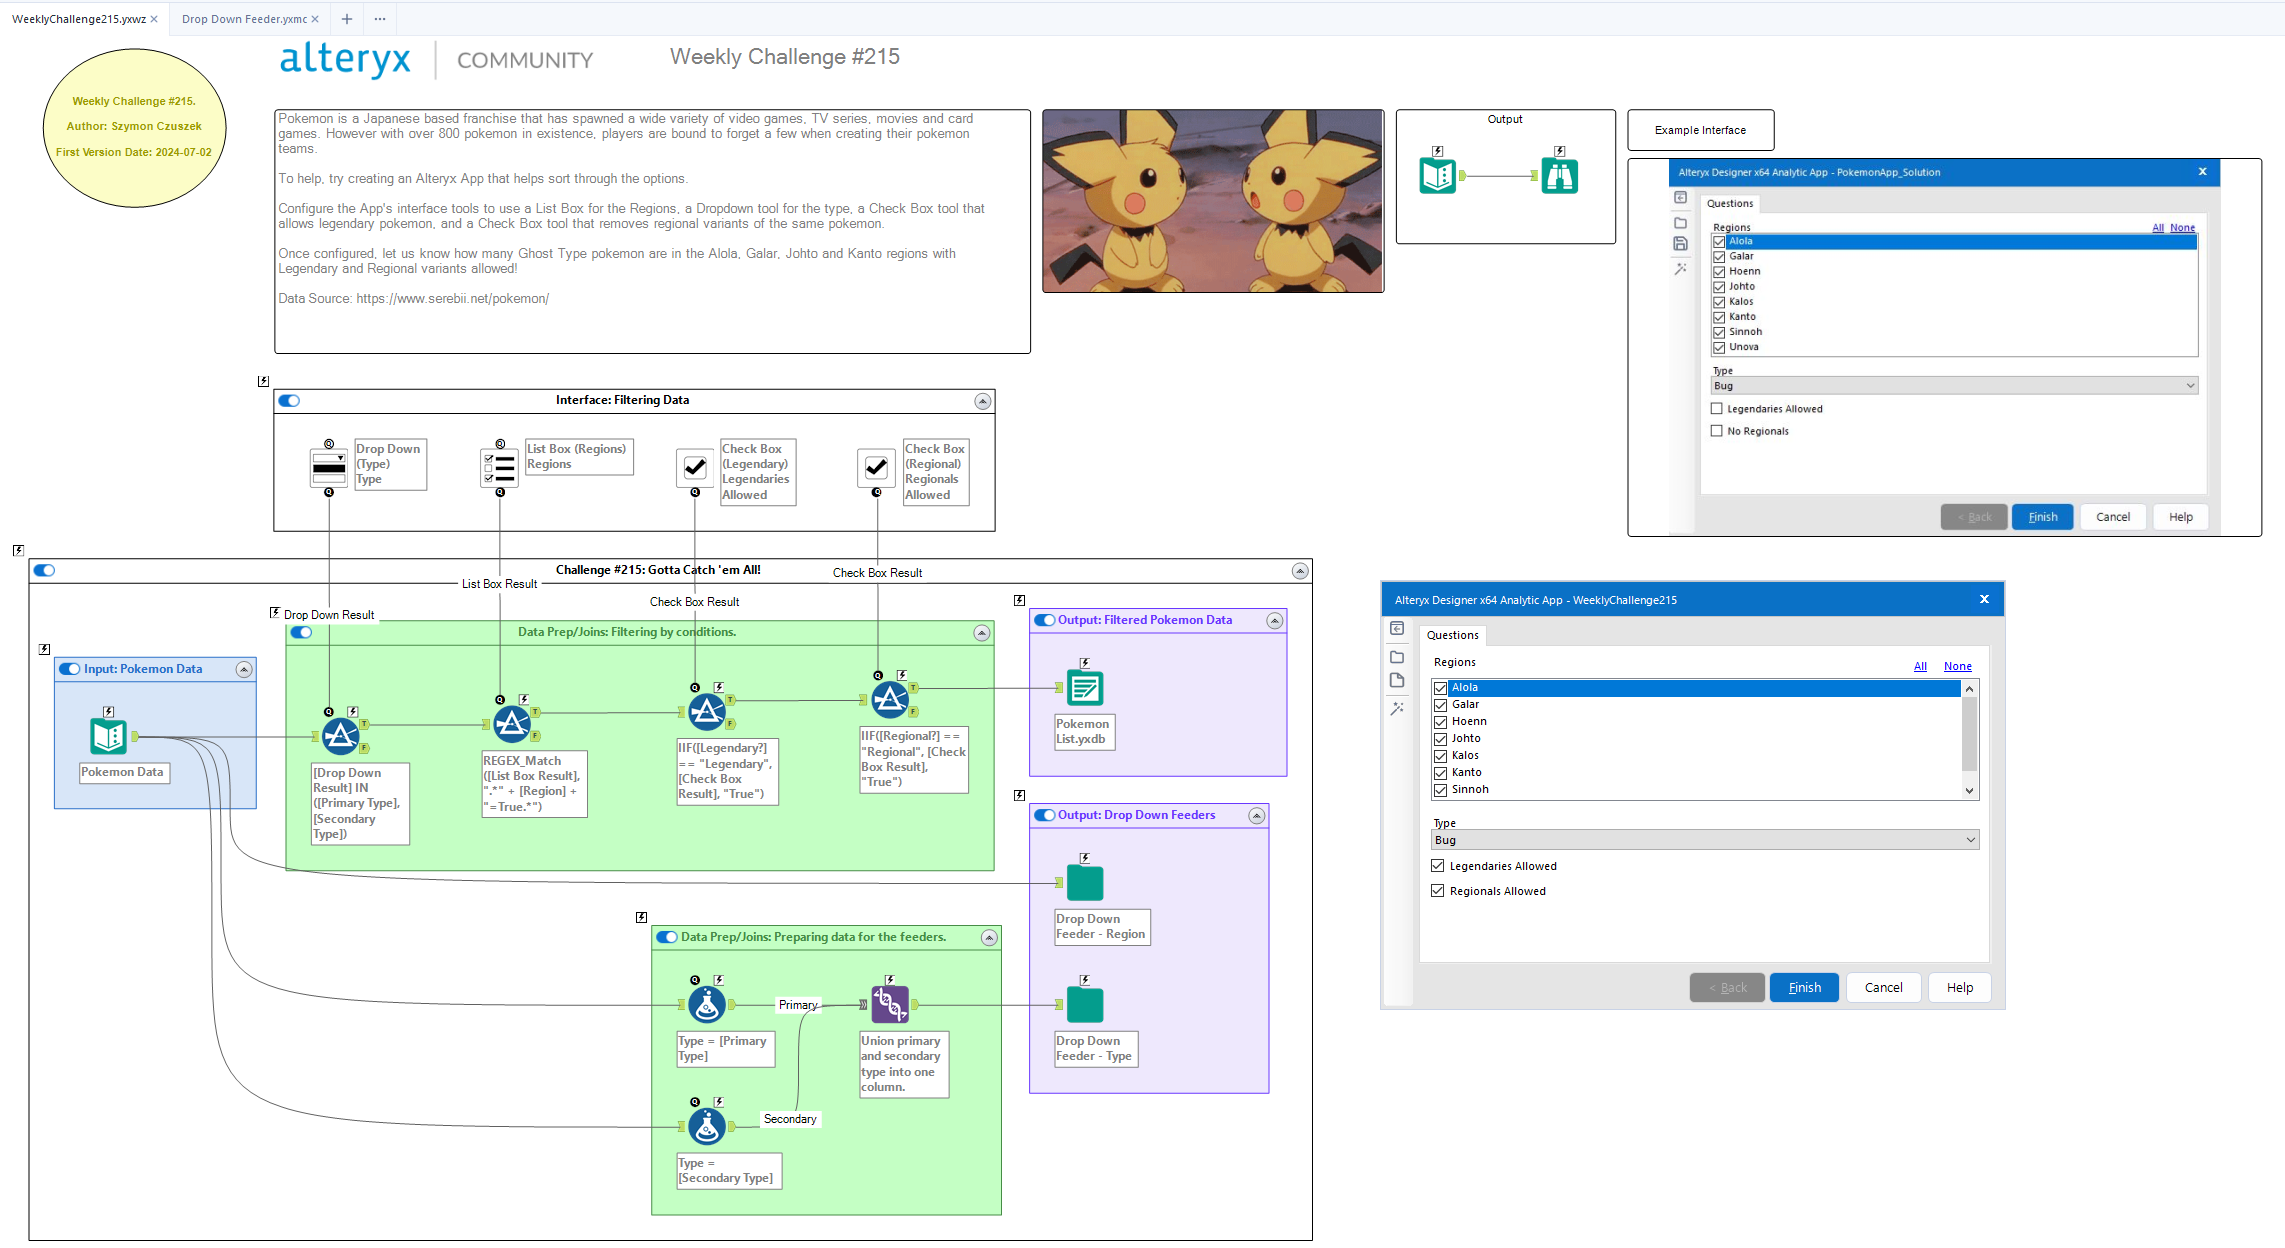 WeeklyChallenge215.yxwz
Drop Down Feeder.yxmc
alteryx COMMUNITY
Weekly Challenge #215
Weekly Challenge #215.
Author: Szymon Czuszek
First Version Date: 2024-07-02
Pokemon is a Japanese based franchise that has spawned a wide variety of video games, TV series, movies and card
games. However with over 800 pokemon in existence, players are bound to forget a few when creating their pokemon
teams.
To help, try creating an Alteryx App that helps sort through the options.
Configure the App's interface tools to use a List Box for the Regions, a Dropdown tool for the type, a Check Box tool that
allows legendary pokemon, and a Check Box tool that removes regional variants of the same pokemon.
Once configured, let us know how many Ghost Type pokemon are in the Alola, Galar, Johto and Kanto regions with
Legendary and Regional variants allowed!
Data Source: https://www.serebii.net/pokemon/
Output
Example Interface
Alteryx Designer x64 Analytic App - PokemonApp_Solution
Questions
Regions
All None
Alola
Galar
Hoenn
Johto
Kalos
Kanto
Sinnoh
Unova
Type
Bug
Legendaries Allowed
No Regionals
< Back
Finish
Cancel
Help
Interface: Filtering Data
Drop Down
(Type)
Type
List Box (Regions)
Regions
Check Box
(Legendary)
Legendaries
Allowed
Check Box
(Regional)
Regionals
Allowed
Challenge #215: Gotta Catch 'em All!
Drop Down Result
List Box Result
Check Box Result
Check Box Result
Input: Pokemon Data
Pokemon Data
Data Prep/Joins: Filtering by conditions.
T
F
[Drop Down
Result] IN
([Primary Type],
[Secondary
Type])
T
F
REGEX_Match
([List Box Result],
".*" + [Region] +
"=True.*")
T
F
IIF([Legendary?]
== "Legendary",
[Check Box
Result], "True")
T
F
IIF([Regional?] ==
"Regional", [Check
Box Result],
"True")
Output: Filtered Pokemon Data
Pokemon
List.yxdb
Output: Drop Down Feeders
Drop Down
Feeder - Region
Drop Down
Feeder - Type
Data Prep/Joins: Preparing data for the feeders.
Type = [Primary
Type]
Primary
Union primary
and secondary
type into one
column.
Secondary
Type =
[Secondary Type]
Alteryx Designer x64 Analytic App - WeeklyChallenge215
Questions
Regions
All None
Alola
Galar
Hoenn
Johto
Kalos
Kanto
Sinnoh
Type
Bug
Legendaries Allowed
Regionals Allowed
< Back
Finish
Cancel
Help